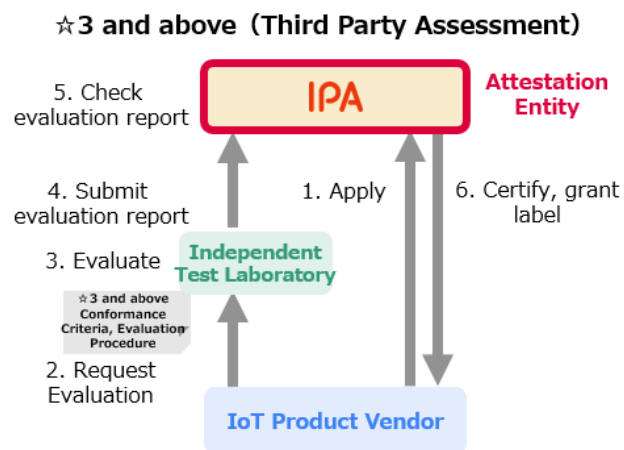 ☆3 and above (Third Party Assessment)
5. Check
evaluation report
IPA
Attestation
Entity
4. Submit
evaluation report
1. Apply
6. Certify, grant
label
3. Evaluate
Independent
Test Laboratory
☆3 and above
Conformance
Criteria, Evaluation
Procedure
2. Request
Evaluation
IoT Product Vendor